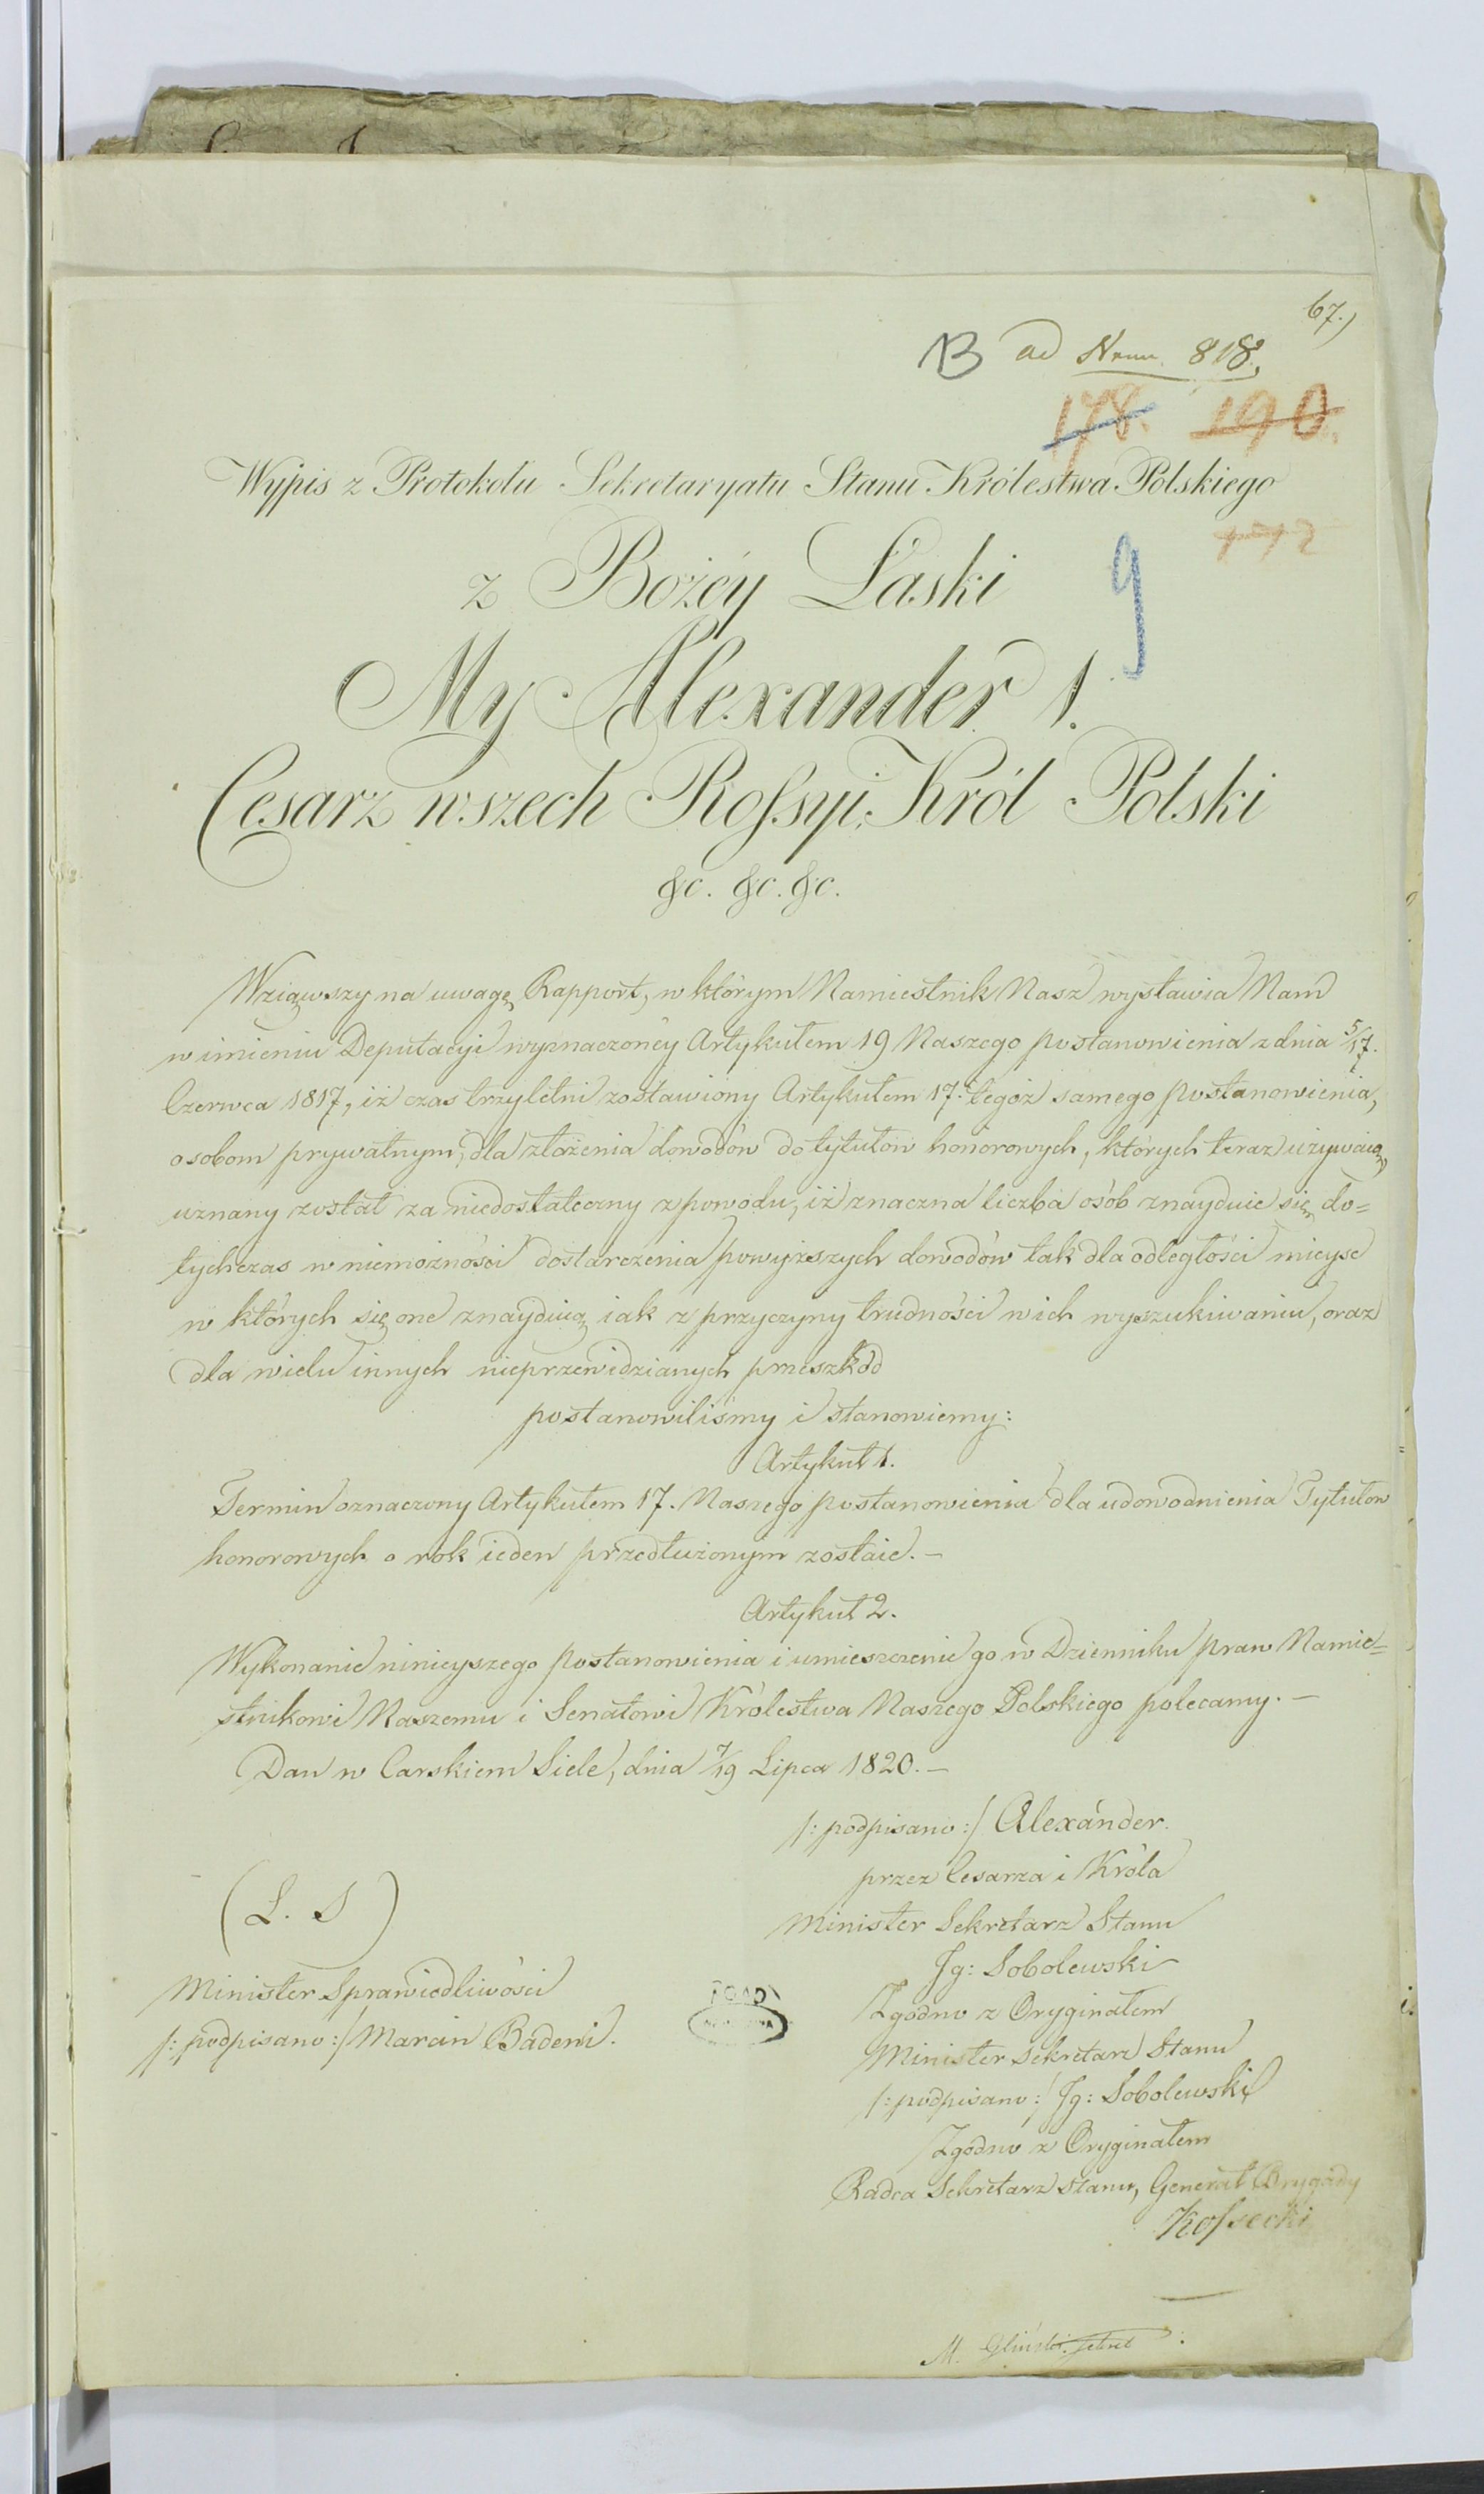 67.)
B ad Nrum. 818.
178. 190.
Wypis z Protokołu Sekretaryatu Stanu Królestwa Polskiego
172
z Bożéy Łaski
9
My Alexander 1.
Cesarz wszech Rossyi, Król Polski
&c. &c. &c.
Wziąwszy na uwagę Rapport, w którym Namiestnik Nasz wystawia Nam
w imieniu Deputacyi wyznaczonéy Artykułem 19 Naszego postanowienia z dnia 5/17.
Czerwca 1817, iż czas trzyletni zostawiony Artykułem 17. tegoż samego postanowienia,
osobom prywatnym, dla złożenia dowodów do tytułów honorowych, których teraz używaią,
uznany został za niedostateczny z powodu, iż znaczna liczba osób znayduie się do=
tychczas w niemożności dostarczenia powyższych dowodów tak dla odległości mieysc
w których się one znayduią iak z przyczyny trudności w ich wyszukiwaniu, oraz
dla wielu innych nieprzewidzianych przeszkód
postanowiliśmy i stanowiemy:
Artykuł 1.
Termin oznaczony Artykułem 17. Naszego postanowienia dla udowodnienia Tytułów
honorowych o rok ieden przedłużonym zostaie. —
Artykuł 2.
Wykonanie ninieyszego postanowienia i umieszczenie go w Dzienniku praw Namie=
stnikowi Naszemu i Senatowi Królestwa Naszego Polskiego polecamy. —
Dan w Carskiem Siele, dnia 7/19 Lipca 1820. —
/: podpisano :/ Alexander.
przez Cesarza i Króla
(L. S)
Minister Sekretarz Stanu
Jg: Sobolewski
Minister Sprawiedliwości
Zgodno z Oryginałem
/: podpisano :/ Marcin Badeni.
Minister Sekretarz Stanu
/: podpisano :/ Jg: Sobolewski
Zgodno z Oryginałem
Radca Sekretarz Stanu, Generał Brygady
Kossecki
M. Gliński